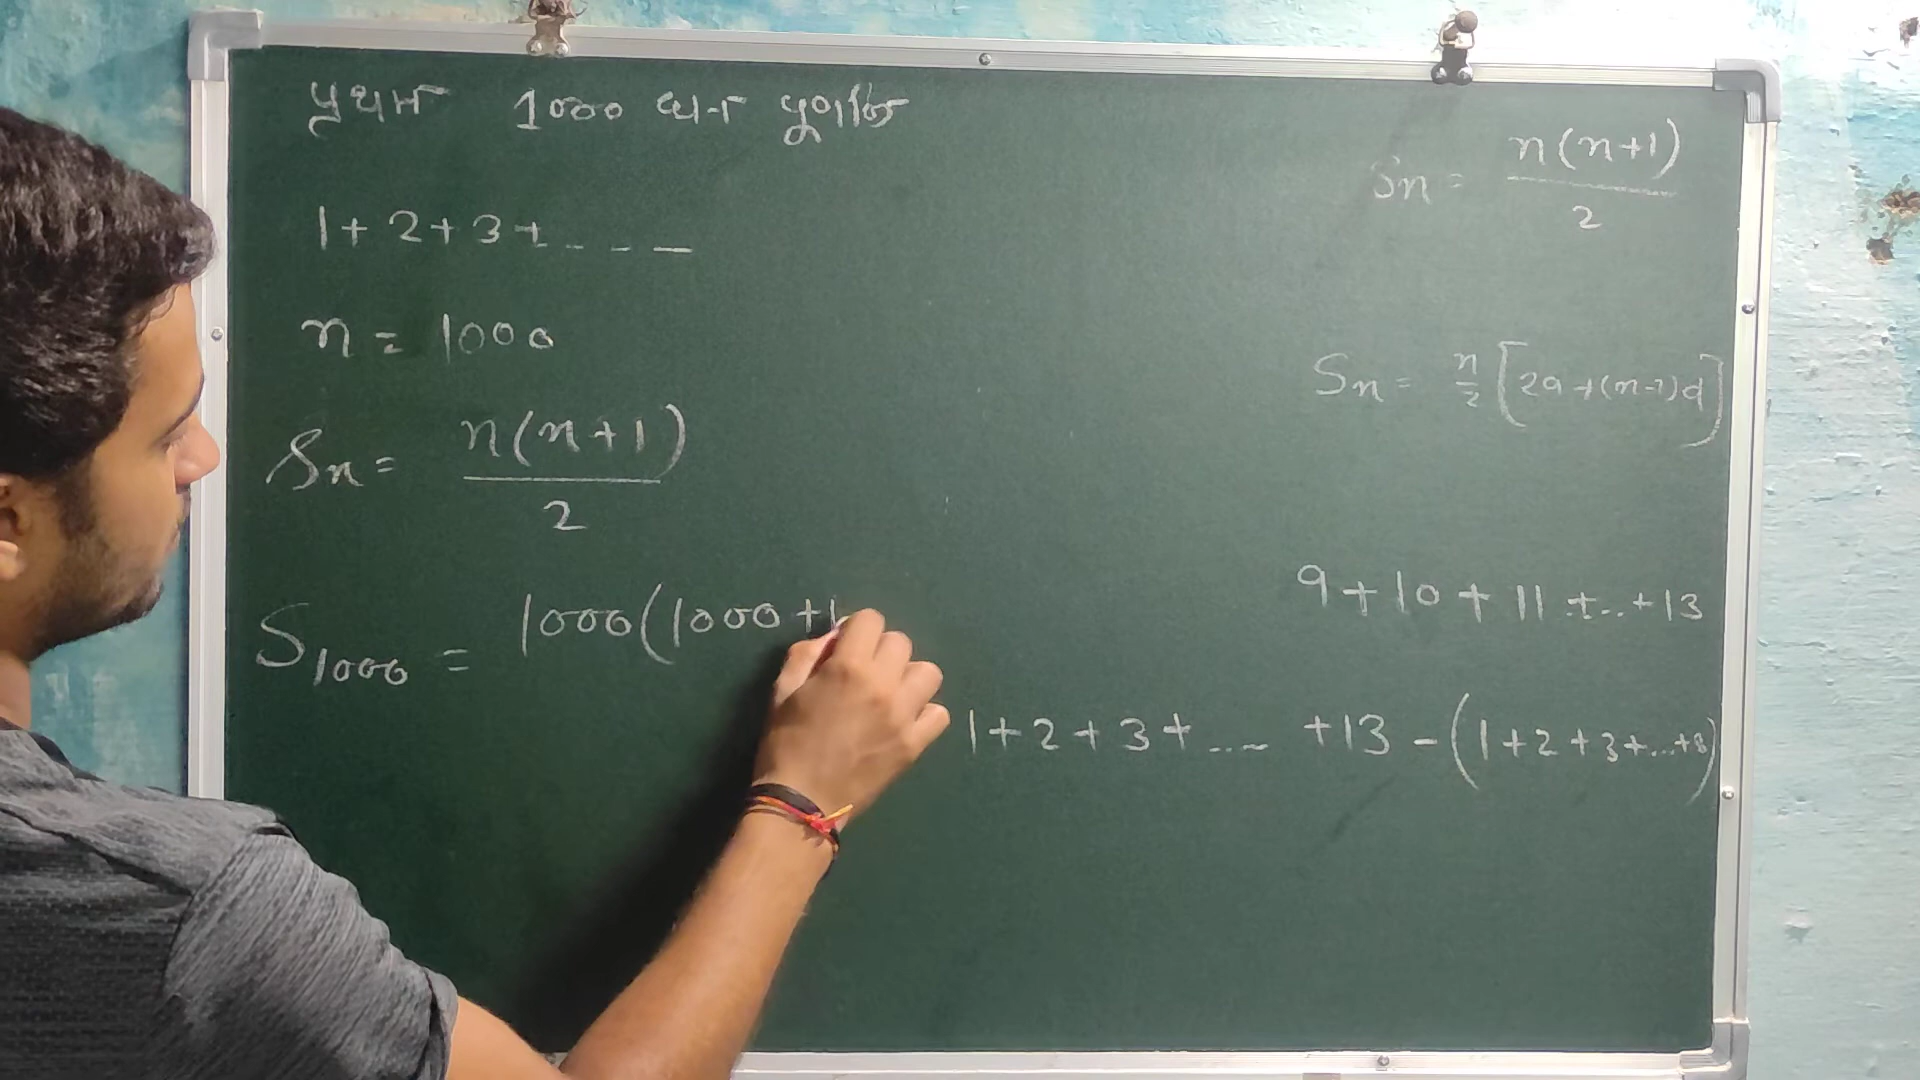 प्रथम 1000 धन पूर्णांक
1+2+3+_ _ _
n = 1000
Sn = n(n+1)/2
S1000 = 1000(1000+1
Sn = n(n+1)/2
Sn = n/2 [2a+(n-1)d]
9+10+11+...+13
1+2+3+.... +13-(1+2+3+...+8)